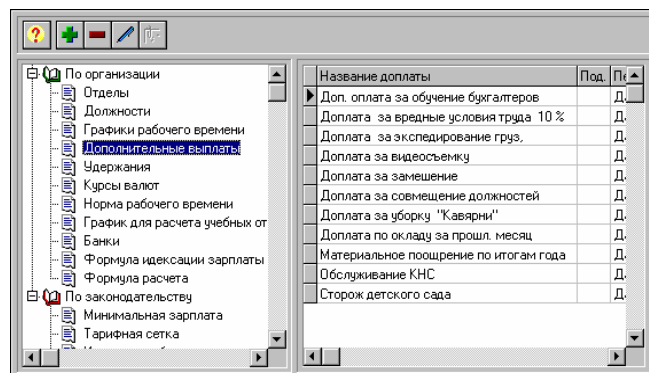 По организации
Отделы
Должности
Графики рабочего времени
Дополнительные выплаты
Удержания
Курсы валют
Норма рабочего времени
График для расчета учебных от
Банки
Формула идексации зарплаты
Формула расчета
По законодательству
Минимальная зарплата
Тарифная сетка
Название доплаты Под. Пе
Доп. оплата за обучение бухгалтеров Д
Доплата за вредные условия труда 10 % Д
Доплата за экспедирование груз, Д
Доплата за видеосъемку Д
Доплата за замешение Д
Доплата за совмещение должностей Д
Доплата за уборку "Кавярни" Д
Доплата по окладу за прошл. месяц Д
Материальное поощрение по итогам года Д
Обслуживание КНС Д
Сторож детского сада Д